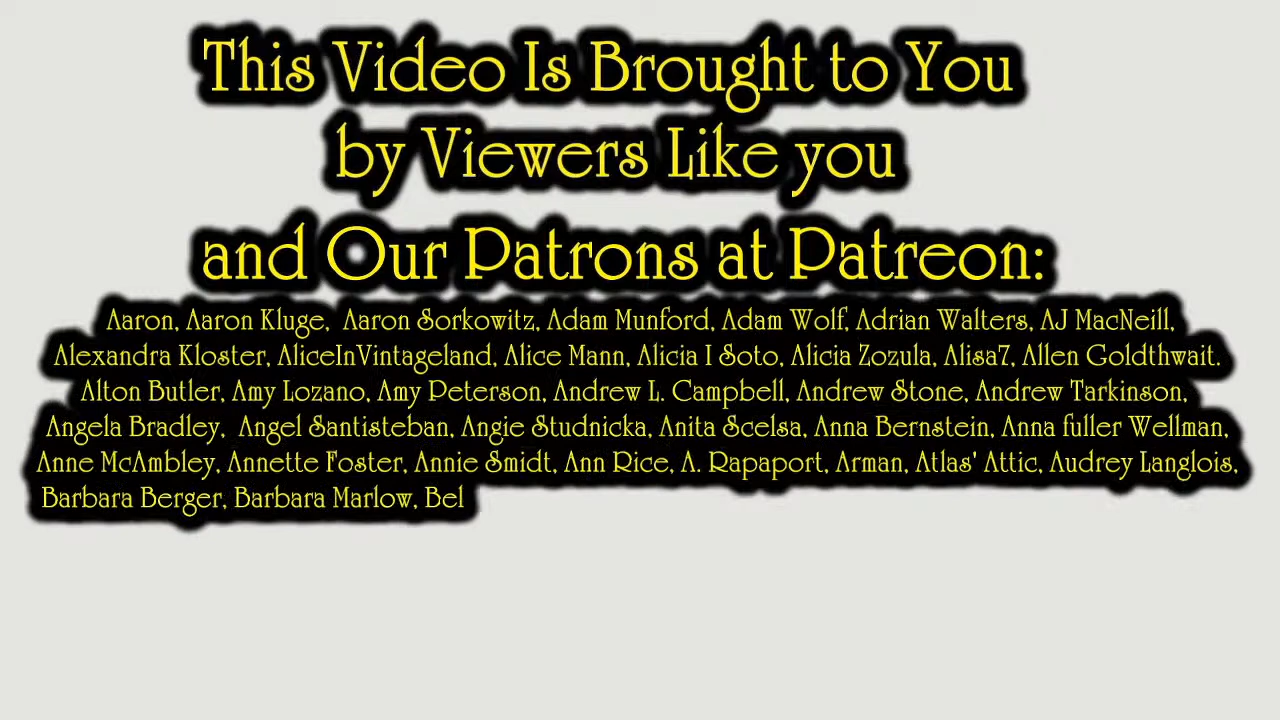 This Video Is Brought to You
by Viewers Like you
and Our Patrons at Patreon:
Aaron, Aaron Kluge, Aaron Sorkowitz, Adam Munford, Adam Wolf, Adrian Walters, AJ MacNeill,
Alexandra Kloster, AliceInVintageland, Alice Mann, Alicia I Soto, Alicia Zozula, Alisa7, Allen Goldthwait.
Alton Butler, Amy Lozano, Amy Peterson, Andrew L. Campbell, Andrew Stone, Andrew Tarkinson,
Angela Bradley, Angel Santisteban, Angie Studnicka, Anita Scelsa, Anna Bernstein, Anna fuller Wellman,
Anne McAmbley, Annette Foster, Annie Smidt, Ann Rice, A. Rapaport, Arman, Atlas' Attic, Audrey Langlois,
Barbara Berger, Barbara Marlow, Bel